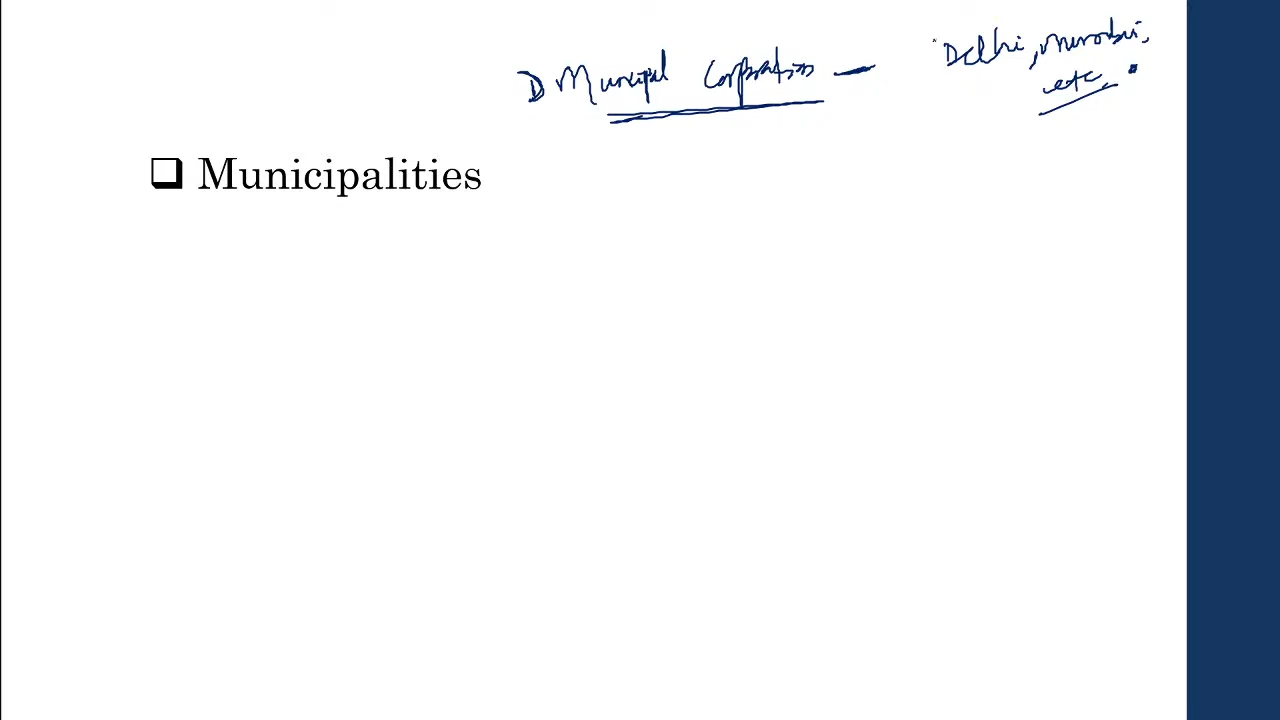 ① Municipal Corporation — Delhi, Mumbai,
etc.
❑ Municipalities